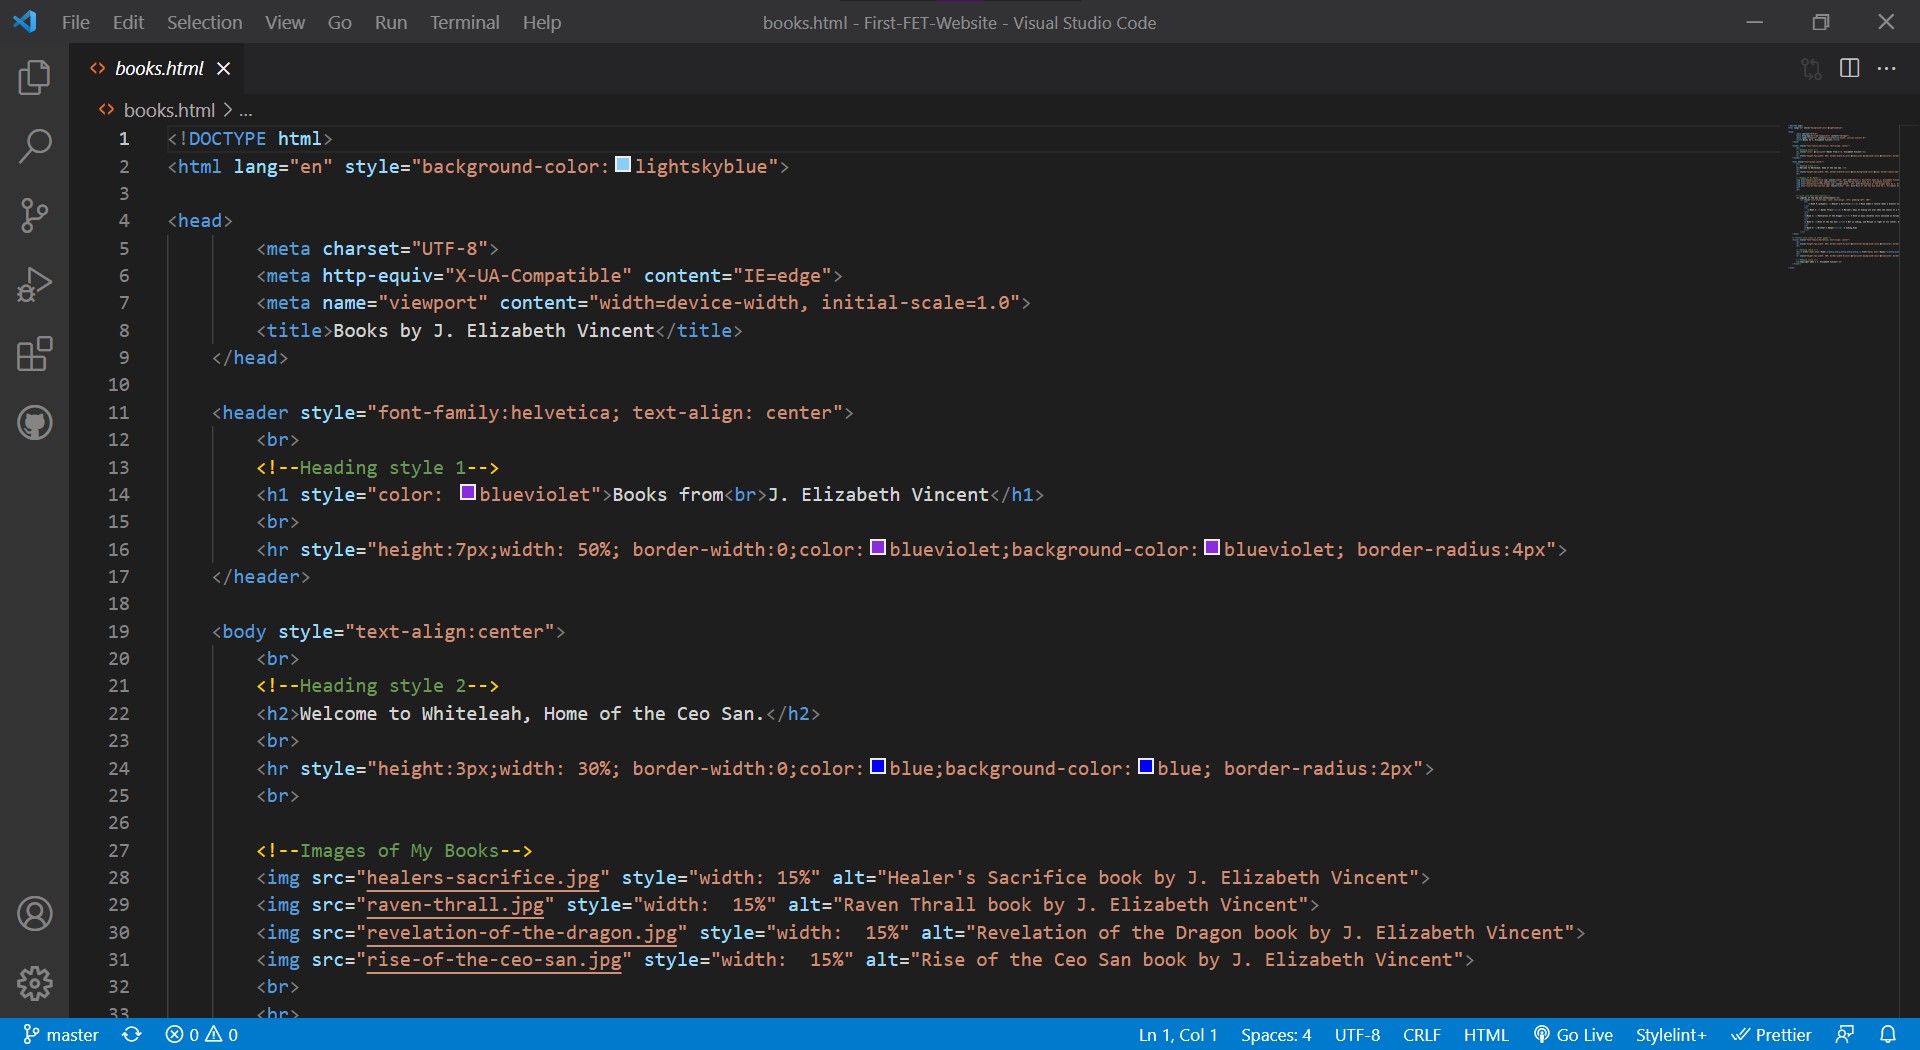 File Edit Selection View Go Run Terminal Help books.html - First-FET-Website - Visual Studio Code
books.html
books.html > ...
1 <!DOCTYPE html>
2 <html lang="en" style="background-color: lightskyblue">
3
4 <head>
5 <meta charset="UTF-8">
6 <meta http-equiv="X-UA-Compatible" content="IE=edge">
7 <meta name="viewport" content="width=device-width, initial-scale=1.0">
8 <title>Books by J. Elizabeth Vincent</title>
9 </head>
10
11 <header style="font-family:helvetica; text-align: center">
12 <br>
13 <!--Heading style 1-->
14 <h1 style="color: blueviolet">Books from<br>J. Elizabeth Vincent</h1>
15 <br>
16 <hr style="height:7px;width: 50%; border-width:0;color: blueviolet;background-color: blueviolet; border-radius:4px">
17 </header>
18
19 <body style="text-align:center">
20 <br>
21 <!--Heading style 2-->
22 <h2>Welcome to Whiteleah, Home of the Ceo San.</h2>
23 <br>
24 <hr style="height:3px;width: 30%; border-width:0;color: blue;background-color: blue; border-radius:2px">
25 <br>
26
27 <!--Images of My Books-->
28 <img src="healers-sacrifice.jpg" style="width: 15%" alt="Healer's Sacrifice book by J. Elizabeth Vincent">
29 <img src="raven-thrall.jpg" style="width:  15%" alt="Raven Thrall book by J. Elizabeth Vincent">
30 <img src="revelation-of-the-dragon.jpg" style="width:  15%" alt="Revelation of the Dragon book by J. Elizabeth Vincent">
31 <img src="rise-of-the-ceo-san.jpg" style="width:  15%" alt="Rise of the Ceo San book by J. Elizabeth Vincent">
32 <br>
33 <br>
master 0 0 Ln 1, Col 1 Spaces: 4 UTF-8 CRLF HTML Go Live Stylelint+ Prettier